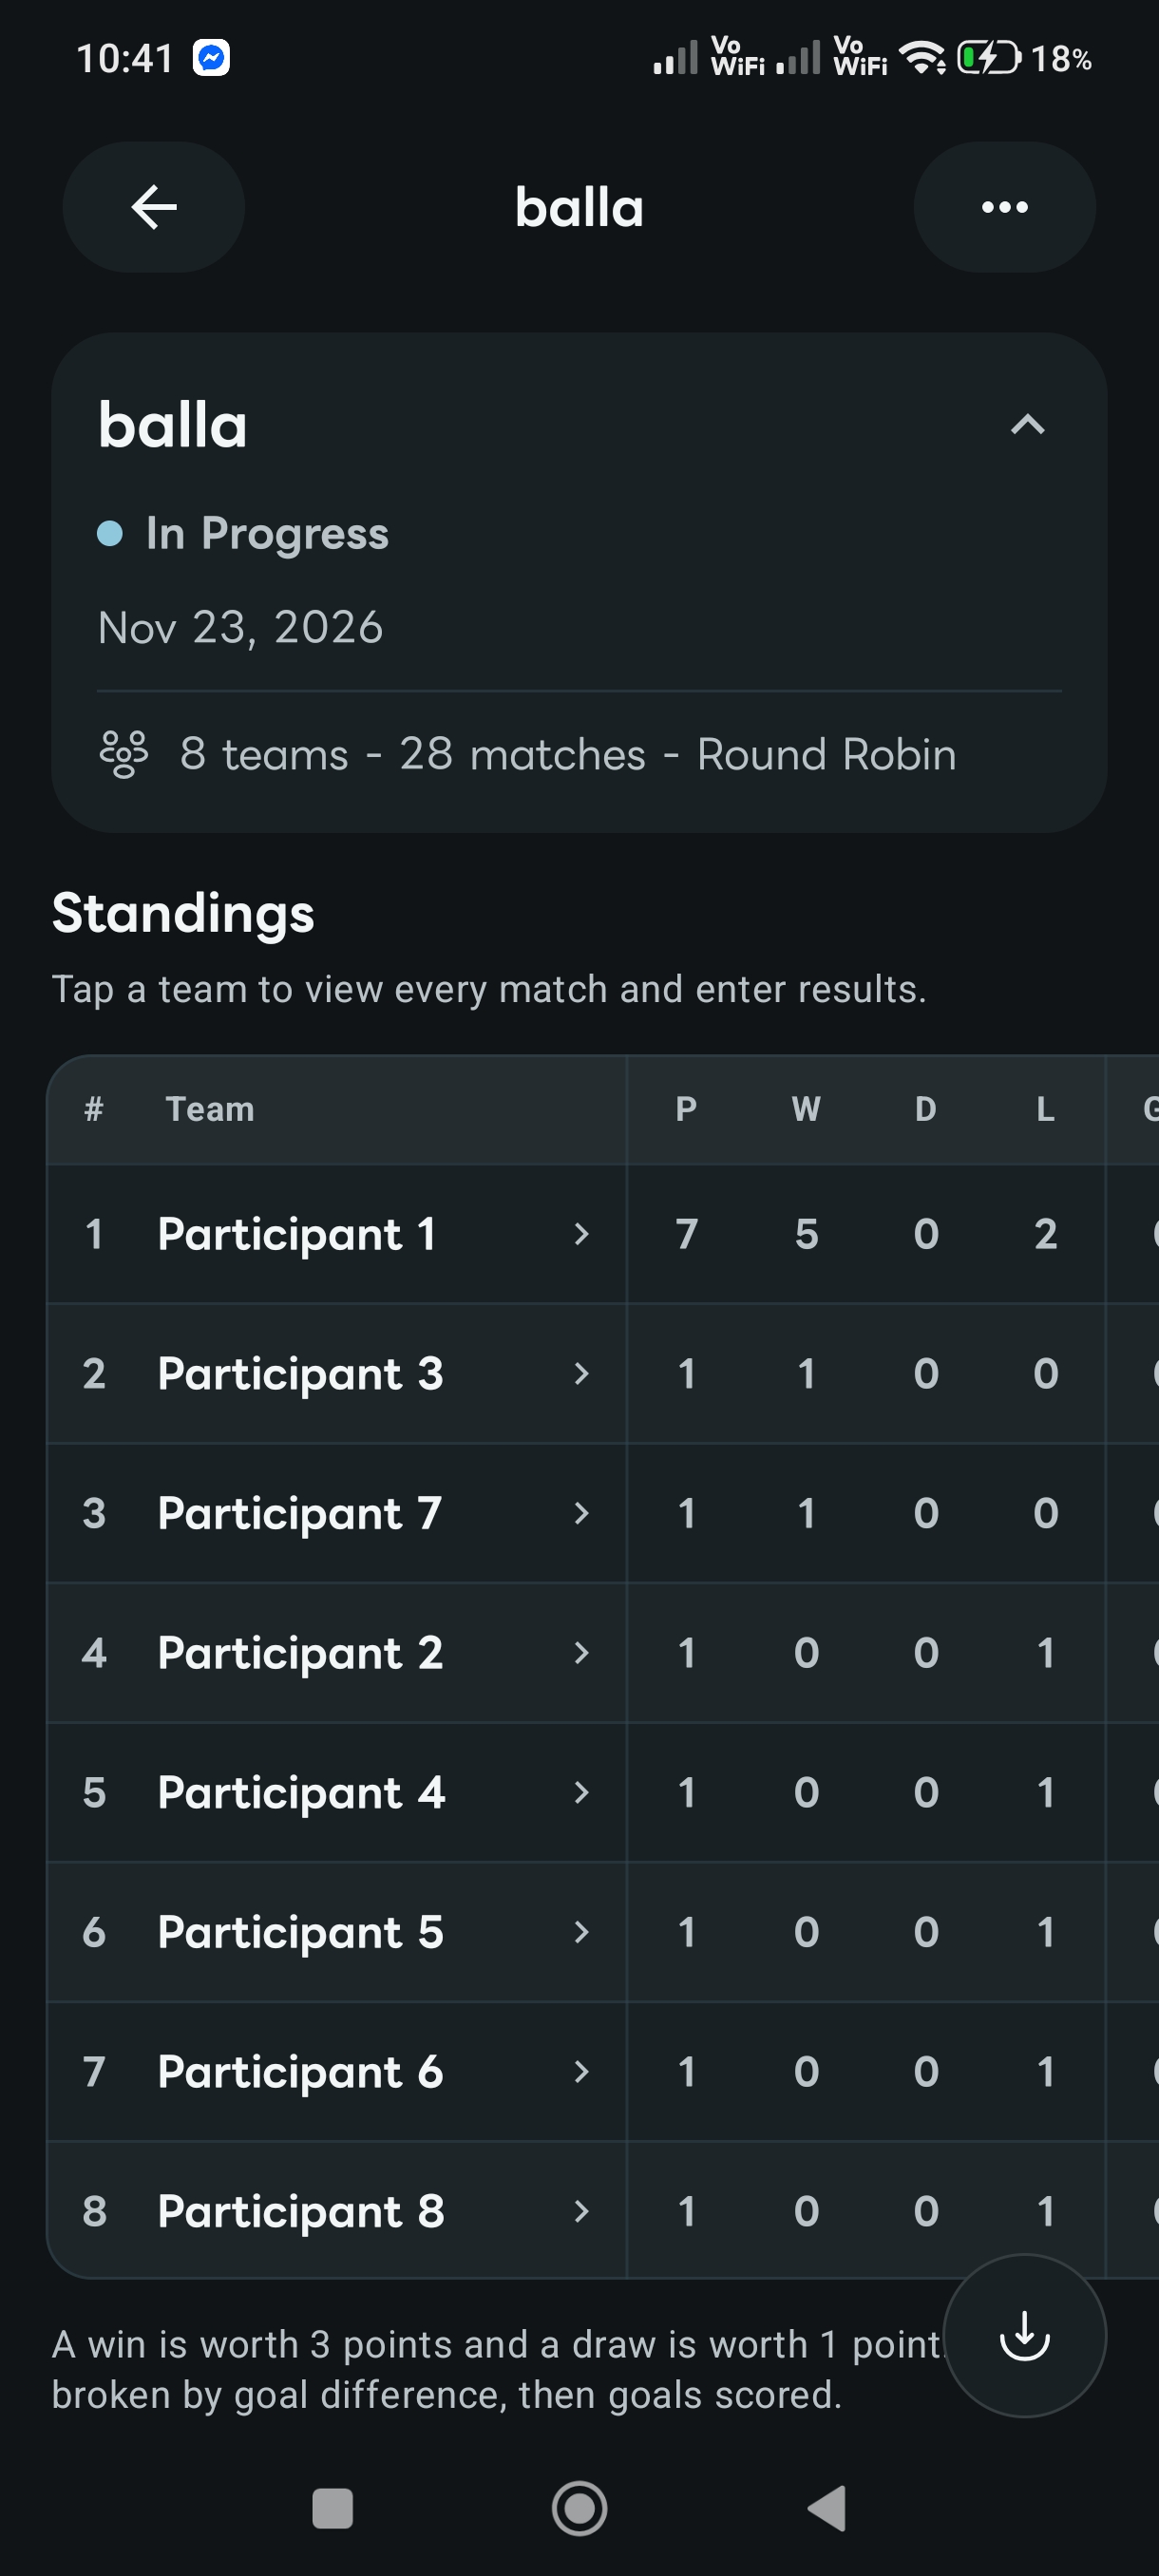 10:41
Vo WiFi
Vo WiFi
18%
balla
balla
In Progress
Nov 23, 2026
8 teams - 28 matches - Round Robin
Standings
Tap a team to view every match and enter results.
# Team P W D L
1 Participant 1 7 5 0 2
2 Participant 3 1 1 0 0
3 Participant 7 1 1 0 0
4 Participant 2 1 0 0 1
5 Participant 4 1 0 0 1
6 Participant 5 1 0 0 1
7 Participant 6 1 0 0 1
8 Participant 8 1 0 0 1
A win is worth 3 points and a draw is worth 1 point.
broken by goal difference, then goals scored.